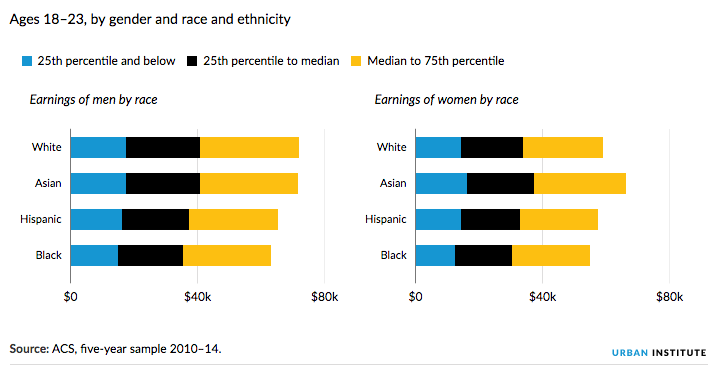 Ages 18–23, by gender and race and ethnicity
25th percentile and below 25th percentile to median Median to 75th percentile
Earnings of men by race Earnings of women by race
White White
Asian Asian
Hispanic Hispanic
Black Black
$0 $40k $80k $0 $40k $80k
Source: ACS, five-year sample 2010–14.
URBAN INSTITUTE